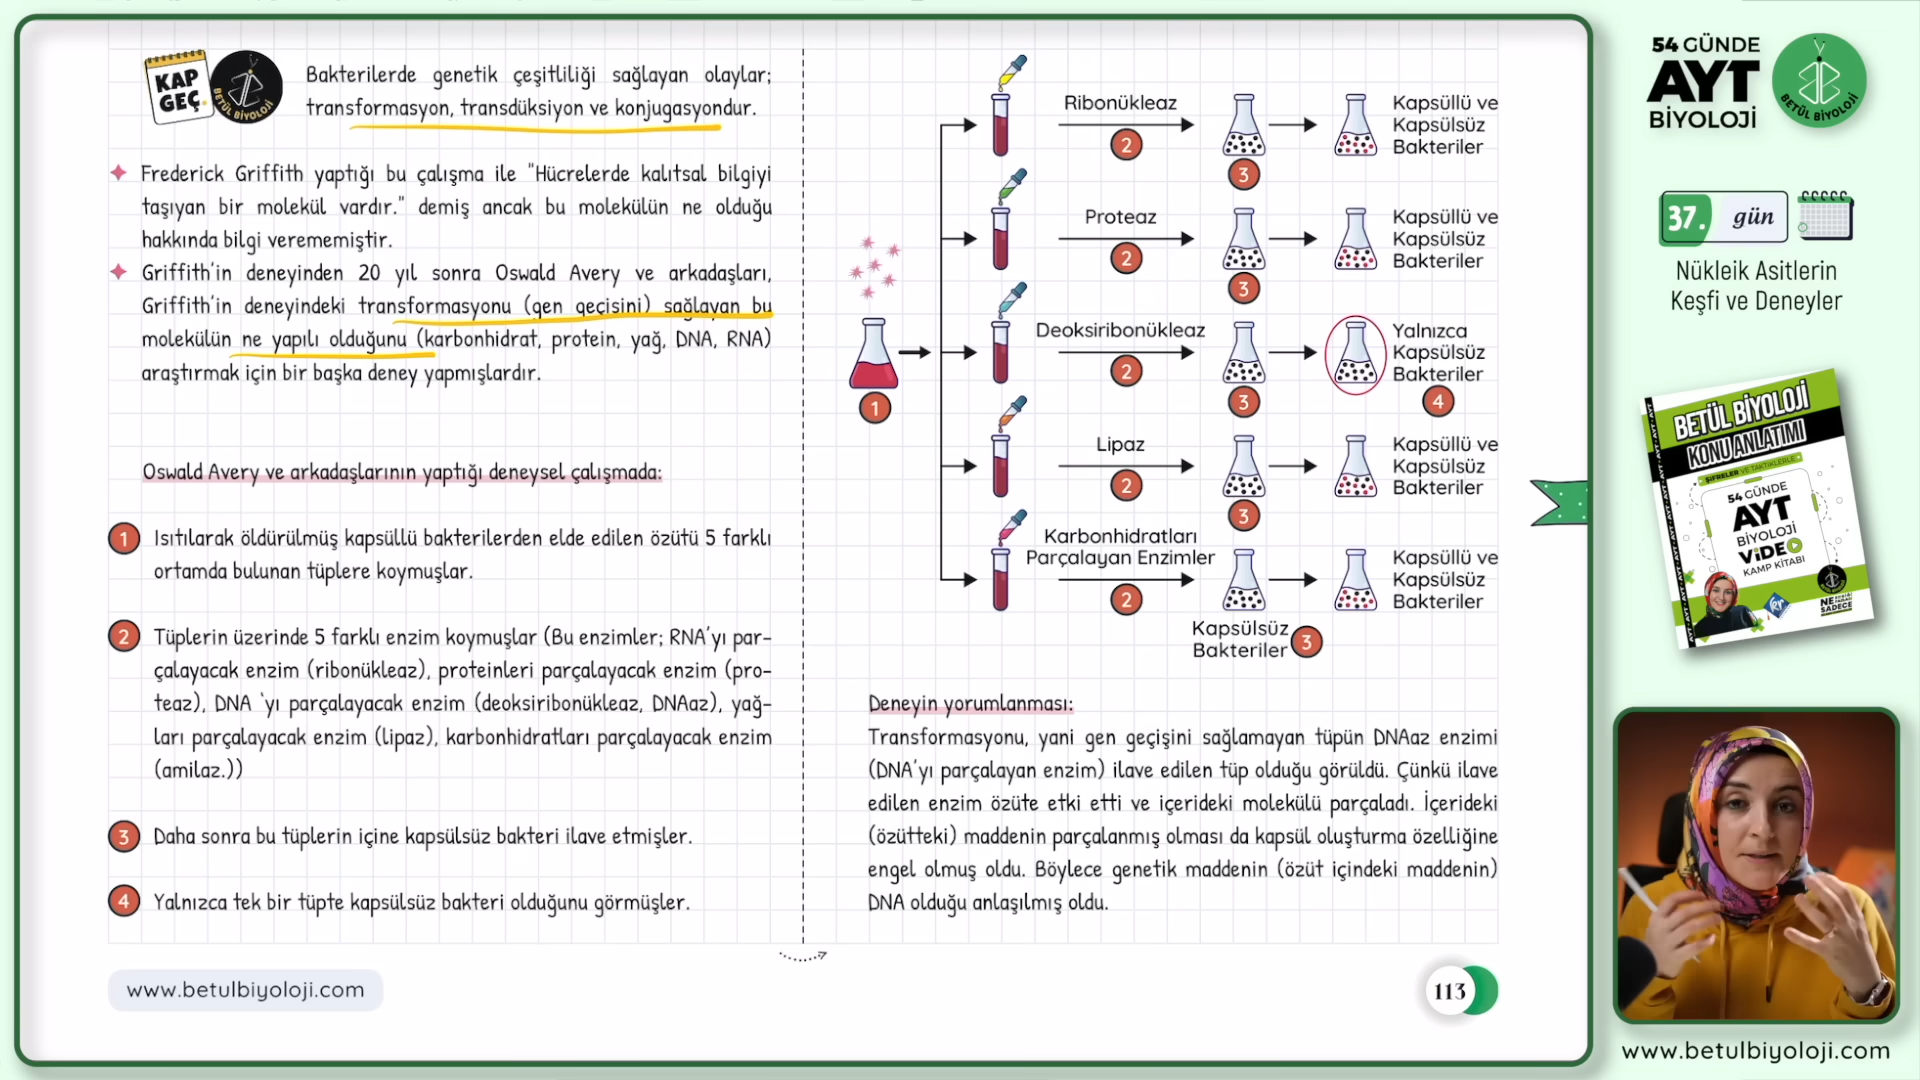 KAP
GEÇ.
BETÜL BİYOLOJİ
Bakterilerde genetik çeşitliliği sağlayan olaylar;
transformasyon, transdüksiyon ve konjugasyondur.
Frederick Griffith yaptığı bu çalışma ile "Hücrelerde kalıtsal bilgiyi
taşıyan bir molekül vardır." demiş ancak bu molekülün ne olduğu
hakkında bilgi verememiştir.
Griffith'in deneyinden 20 yıl sonra Oswald Avery ve arkadaşları,
Griffith'in deneyindeki transformasyonu (gen geçişini) sağlayan bu
molekülün ne yapılı olduğunu (karbonhidrat, protein, yağ, DNA, RNA)
araştırmak için bir başka deney yapmışlardır.
Oswald Avery ve arkadaşlarının yaptığı deneysel çalışmada:
1 Isıtılarak öldürülmüş kapsüllü bakterilerden elde edilen özütü 5 farklı
ortamda bulunan tüplere koymuşlar.
2 Tüplerin üzerinde 5 farklı enzim koymuşlar (Bu enzimler; RNA'yı par-
çalayacak enzim (ribonükleaz), proteinleri parçalayacak enzim (pro-
teaz), DNA 'yı parçalayacak enzim (deoksiribonükleaz, DNAaz), yağ-
ları parçalayacak enzim (lipaz), karbonhidratları parçalayacak enzim
(amilaz.))
3 Daha sonra bu tüplerin içine kapsülsüz bakteri ilave etmişler.
4 Yalnızca tek bir tüpte kapsülsüz bakteri olduğunu görmüşler.
www.betulbiyoloji.com
1
Ribonükleaz
2
3
Kapsüllü ve
Kapsülsüz
Bakteriler
Proteaz
2
3
Kapsüllü ve
Kapsülsüz
Bakteriler
Deoksiribonükleaz
2
3
Yalnızca
Kapsülsüz
Bakteriler
4
Lipaz
2
3
Kapsüllü ve
Kapsülsüz
Bakteriler
Karbonhidratları
Parçalayan Enzimler
2
Kapsüllü ve
Kapsülsüz
Bakteriler
Kapsülsüz
Bakteriler
3
Deneyin yorumlanması:
Transformasyonu, yani gen geçişini sağlamayan tüpün DNAaz enzimi
(DNA'yı parçalayan enzim) ilave edilen tüp olduğu görüldü. Çünkü ilave
edilen enzim özüte etki etti ve içerideki molekülü parçaladı. İçerideki
(özütteki) maddenin parçalanmış olması da kapsül oluşturma özelliğine
engel olmuş oldu. Böylece genetik maddenin (özüt içindeki maddenin)
DNA olduğu anlaşılmış oldu.
113
54 GÜNDE
AYT
BİYOLOJİ
BETÜL BİYOLOJİ
37. gün
Nükleik Asitlerin
Keşfi ve Deneyler
BETÜL BİYOLOJİ
KONU ANLATIMI
ŞİFRELER VE TAKTİKLERLE
54 GÜNDE
AYT
BİYOLOJİ
VİDEO
KAMP KİTABI
SADECE
www.betulbiyoloji.com